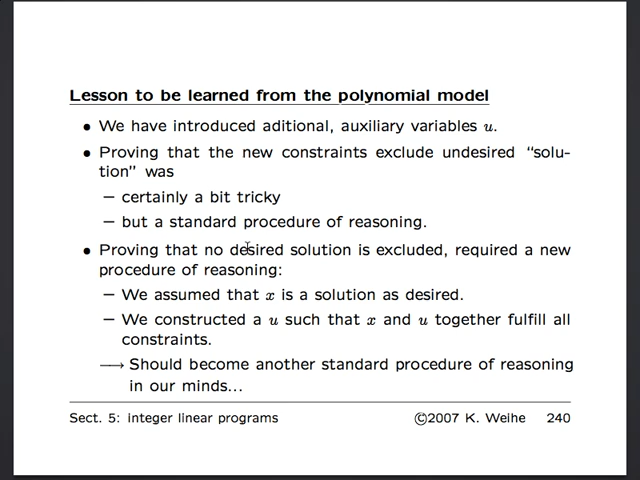 Lesson to be learned from the polynomial model
• We have introduced aditional, auxiliary variables u.
• Proving that the new constraints exclude undesired “solu-
tion” was
– certainly a bit tricky
– but a standard procedure of reasoning.
• Proving that no desired solution is excluded, required a new
procedure of reasoning:
– We assumed that x is a solution as desired.
– We constructed a u such that x and u together fulfill all
constraints.
⟶ Should become another standard procedure of reasoning
in our minds...
Sect. 5: integer linear programs ©2007 K. Weihe 240